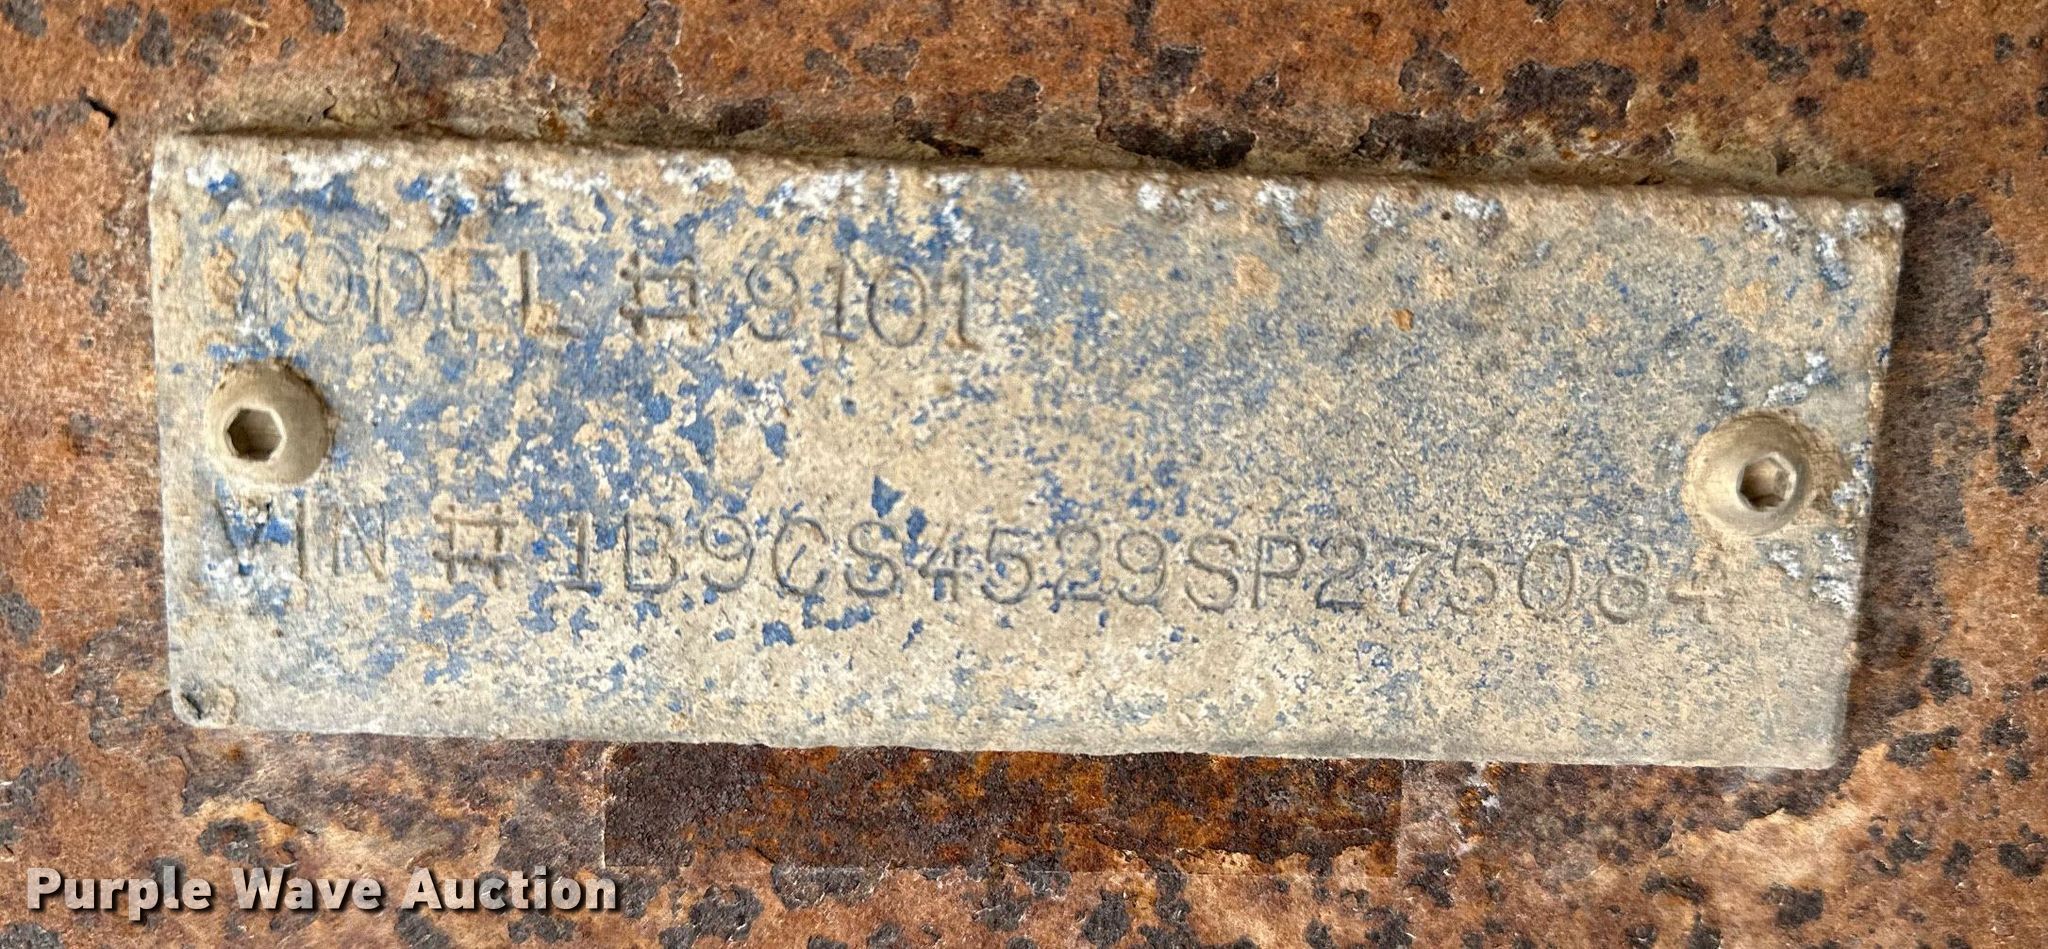 MODEL # 9101
VIN # 1B9CS4529SP275084
Purple Wave Auction